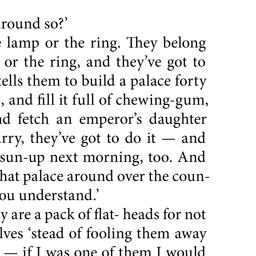 around so?’
lamp or the ring. They belong
or the ring, and they’ve got to
tells them to build a palace forty
, and fill it full of chewing-gum,
nd fetch an emperor’s daughter
rry, they’ve got to do it — and
sun-up next morning, too. And
hat palace around over the coun-
ou understand.’
y are a pack of flat- heads for not
lves ‘stead of fooling them away
— if I was one of them I would